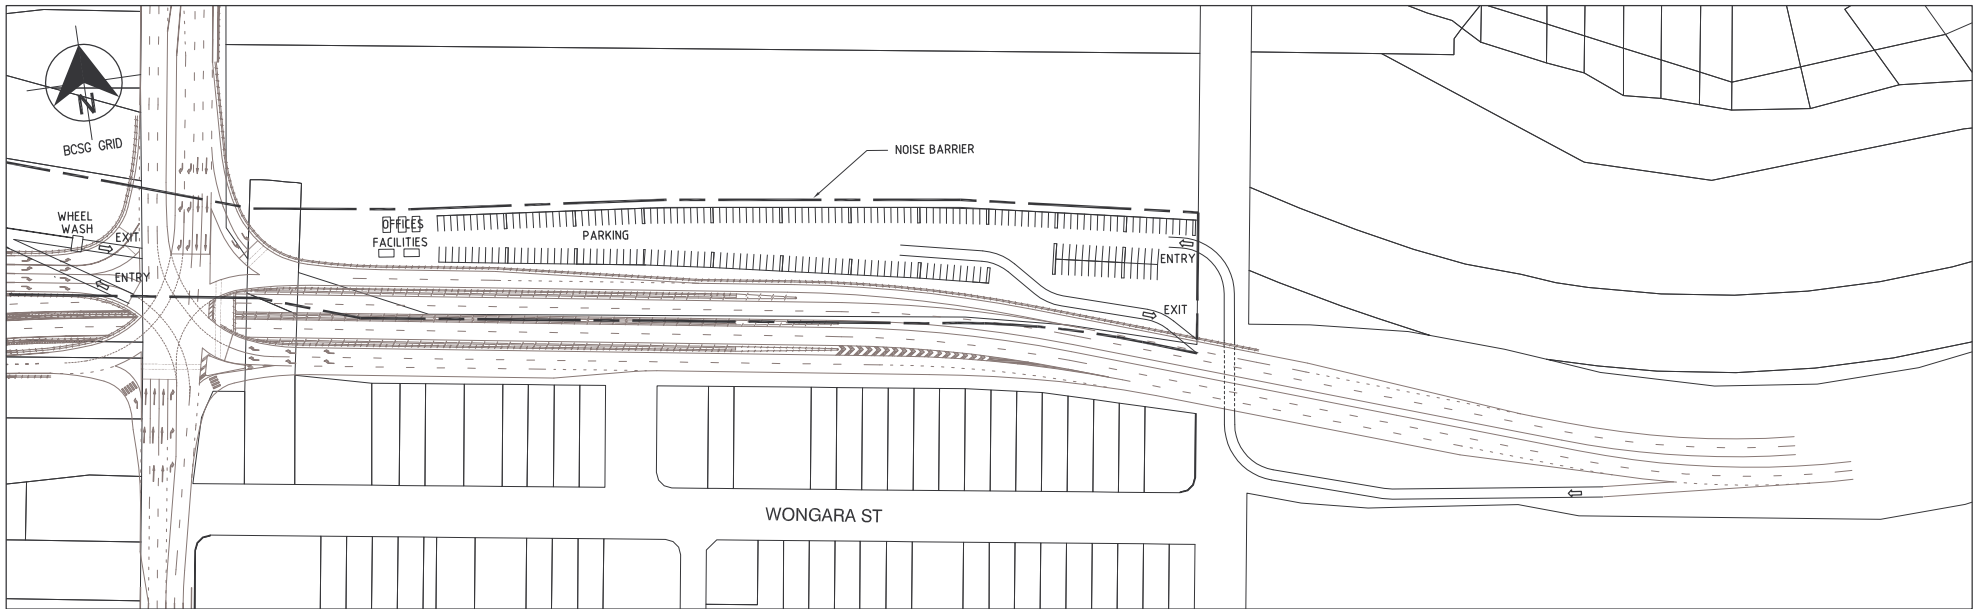 N
BCSG GRID
NOISE BARRIER
WHEEL
WASH
EXIT
ENTRY
OFFICES
FACILITIES
PARKING
ENTRY
EXIT
WONGARA ST